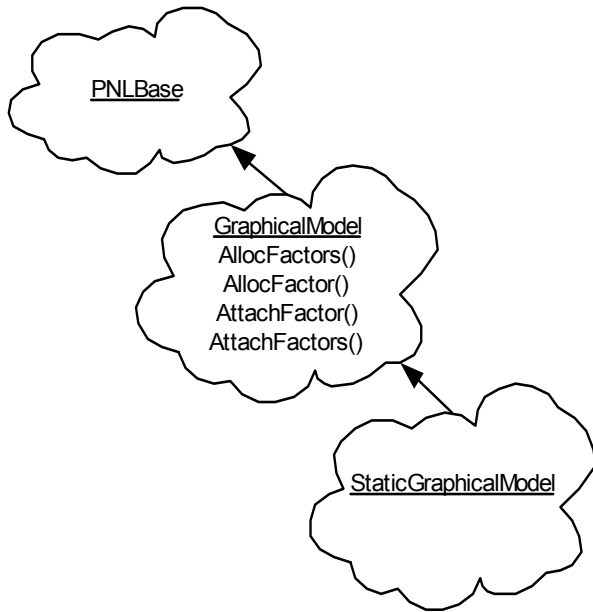 PNLBase
GraphicalModel
AllocFactors()
AllocFactor()
AttachFactor()
AttachFactors()
StaticGraphicalModel